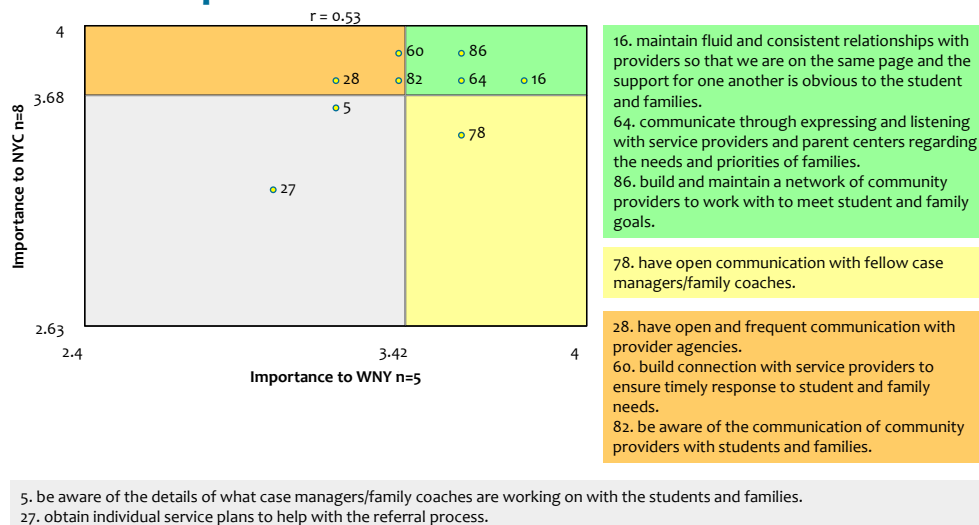 r = 0.53
4
60
86
28
82
64
16
3.68
5
78
27
Importance to NYC n=8
2.63
2.4
3.42
4
Importance to WNY n=5
16. maintain fluid and consistent relationships with
providers so that we are on the same page and the
support for one another is obvious to the student
and families.
64. communicate through expressing and listening
with service providers and parent centers regarding
the needs and priorities of families.
86. build and maintain a network of community
providers to work with to meet student and family
goals.
78. have open communication with fellow case
managers/family coaches.
28. have open and frequent communication with
provider agencies.
60. build connection with service providers to
ensure timely response to student and family
needs.
82. be aware of the communication of community
providers with students and families.
5. be aware of the details of what case managers/family coaches are working on with the students and families.
27. obtain individual service plans to help with the referral process.